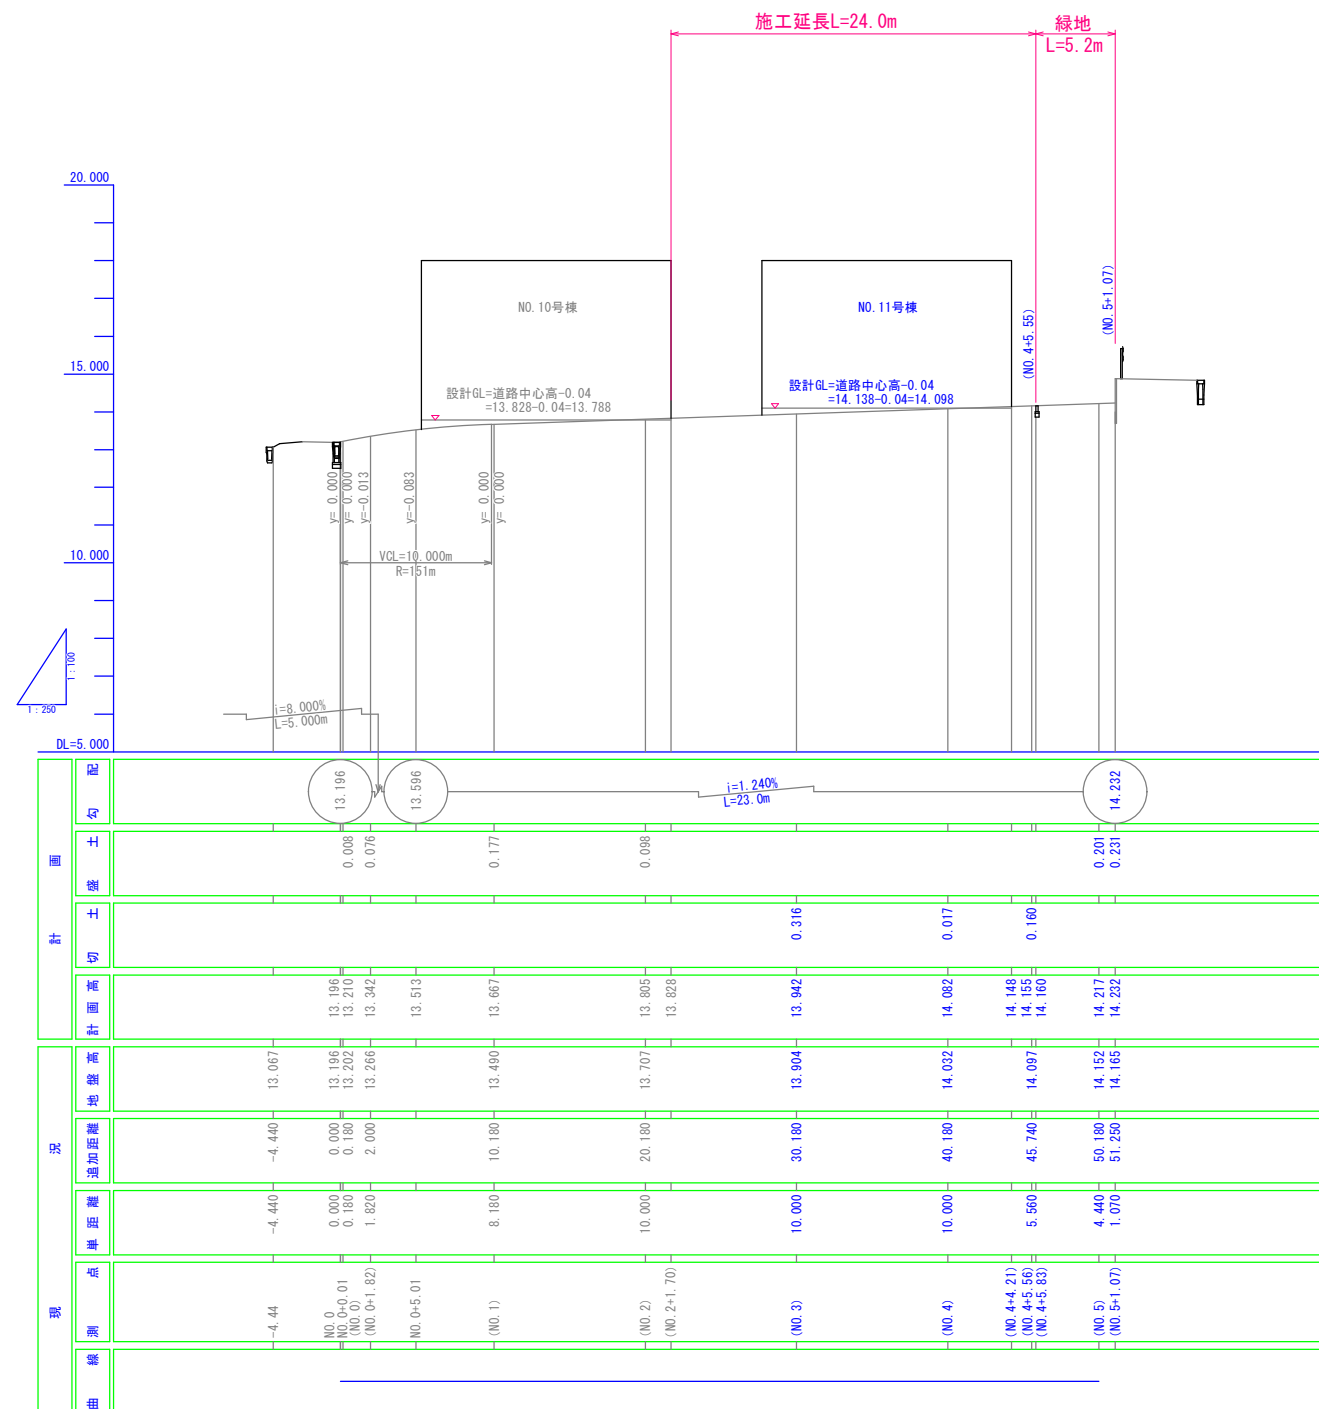 施工延長L=24.0m
緑地
L=5.2m
20.000
15.000
10.000
DL=5.000
1:100
1:250
NO.10号棟
設計GL=道路中心高-0.04
=13.828-0.04=13.788
NO.11号棟
設計GL=道路中心高-0.04
=14.138-0.04=14.098
(NO.4+5.55)
(NO.5+1.07)
y= 0.000
y= 0.000
y=-0.013
y=-0.083
y= 0.000
y= 0.000
VCL=10.000m
R=151m
i=8.000%
L=5.000m
計画
勾配
13.196
13.596
i=1.240%
L=23.0m
14.232
盛土
0.008
0.076
0.177
0.098
0.201
0.231
切土
0.316
0.017
0.160
計画高
13.196
13.210
13.342
13.513
13.667
13.805
13.828
13.942
14.082
14.148
14.155
14.160
14.217
14.232
現況
地盤高
13.067
13.196
13.202
13.266
13.490
13.707
13.904
14.032
14.097
14.152
14.165
追加距離
-4.440
0.000
0.180
2.000
10.180
20.180
30.180
40.180
45.740
50.180
51.250
単距離
-4.440
0.000
0.180
1.820
8.180
10.000
10.000
10.000
5.560
4.440
1.070
測点
-4.44
NO.0
NO.0+0.01
(NO.0)
(NO.0+1.82)
NO.0+5.01
(NO.1)
(NO.2)
(NO.2+1.70)
(NO.3)
(NO.4)
(NO.4+4.21)
(NO.4+5.56)
(NO.4+5.83)
(NO.5)
(NO.5+1.07)
曲線